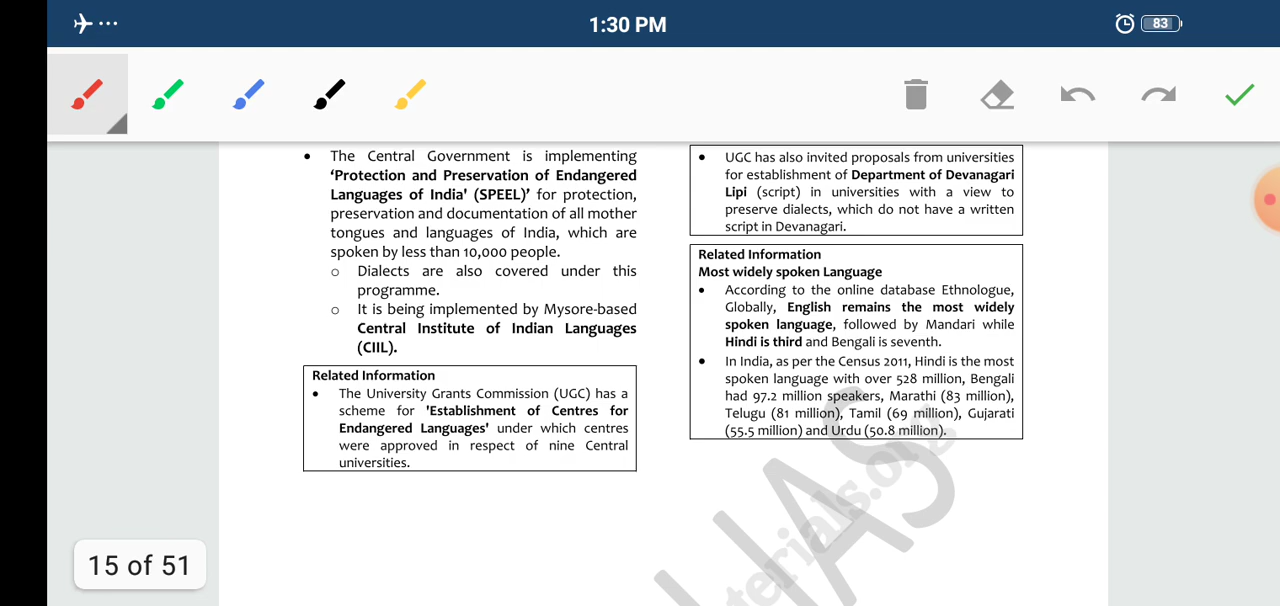 1:30 PM
83
• The Central Government is implementing
‘Protection and Preservation of Endangered
Languages of India' (SPEEL)’ for protection,
preservation and documentation of all mother
tongues and languages of India, which are
spoken by less than 10,000 people.
o Dialects are also covered under this
programme.
o It is being implemented by Mysore-based
Central Institute of Indian Languages
(CIIL).
Related Information
• The University Grants Commission (UGC) has a
scheme for 'Establishment of Centres for
Endangered Languages' under which centres
were approved in respect of nine Central
universities.
• UGC has also invited proposals from universities
for establishment of Department of Devanagari
Lipi (script) in universities with a view to
preserve dialects, which do not have a written
script in Devanagari.
Related Information
Most widely spoken Language
• According to the online database Ethnologue,
Globally, English remains the most widely
spoken language, followed by Mandari while
Hindi is third and Bengali is seventh.
• In India, as per the Census 2011, Hindi is the most
spoken language with over 528 million, Bengali
had 97.2 million speakers, Marathi (83 million),
Telugu (81 million), Tamil (69 million), Gujarati
(55.5 million) and Urdu (50.8 million).
15 of 51